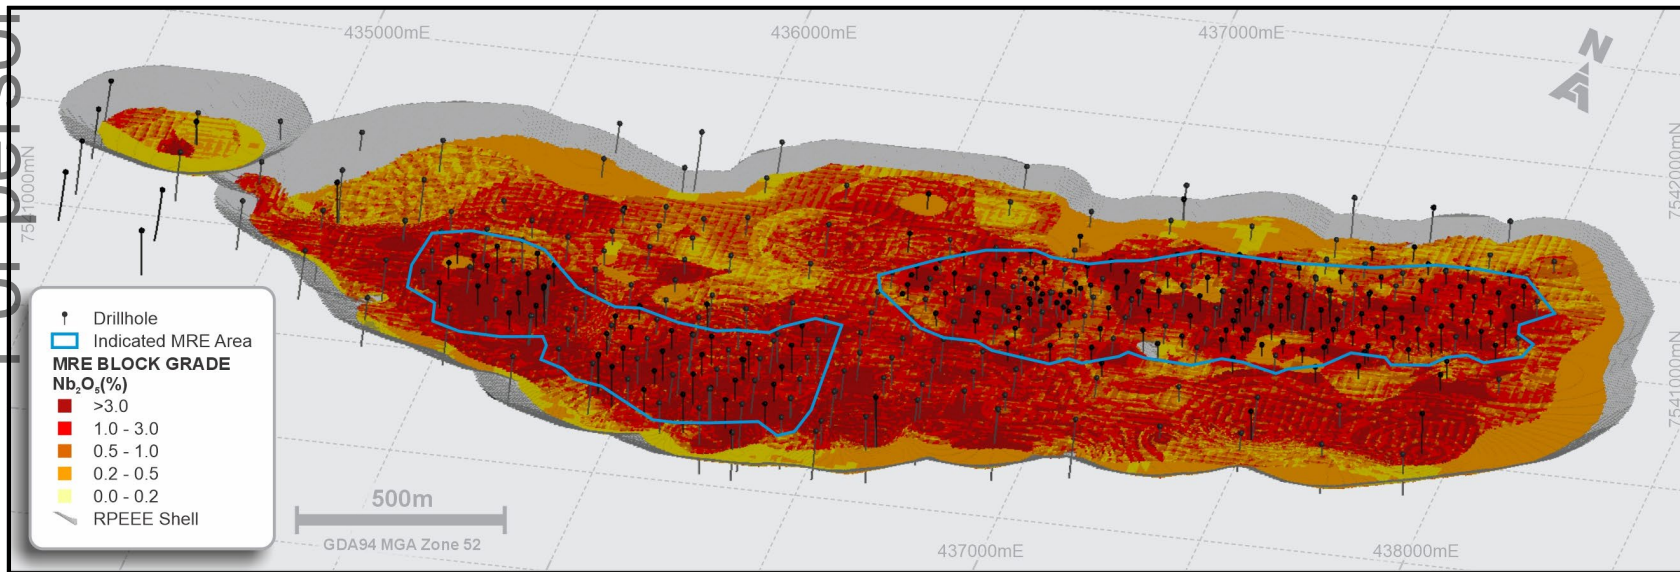 435000mE
436000mE
437000mE
N
Drillhole
Indicated MRE Area
MRE BLOCK GRADE
Nb₂O₅(%)
>3.0
1.0 - 3.0
0.5 - 1.0
0.2 - 0.5
0.0 - 0.2
RPEEE Shell
500m
GDA94 MGA Zone 52
437000mE
438000mE
7542000mN
7541000mN